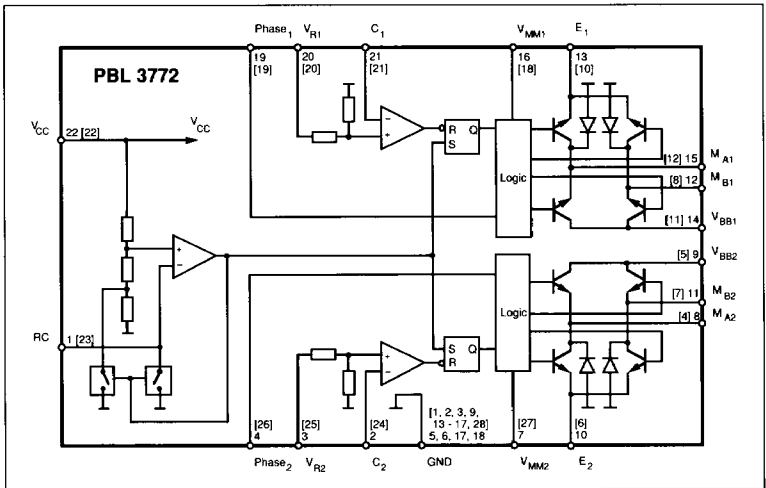 Phase1 VR1 C1 VMM1 E1
19 20 21 16 13
[19] [20] [21] [18] [10]
PBL 3772
VCC
22 [22]
VCC
R Q
S
Logic
[12] 15 MA1
[8] 12 MB1
[11] 14 VBB1
[5] 9 VBB2
[7] 11 MB2
[4] 8 MA2
+
−
−
+
Logic
S Q
R
+
−
RC
1 [23]
[26] [25] [24] [1, 2, 3, 9, [27] [6]
13 - 17, 28]
4 3 2 5, 6, 17, 18 7 10
Phase2 VR2 C2 GND VMM2 E2